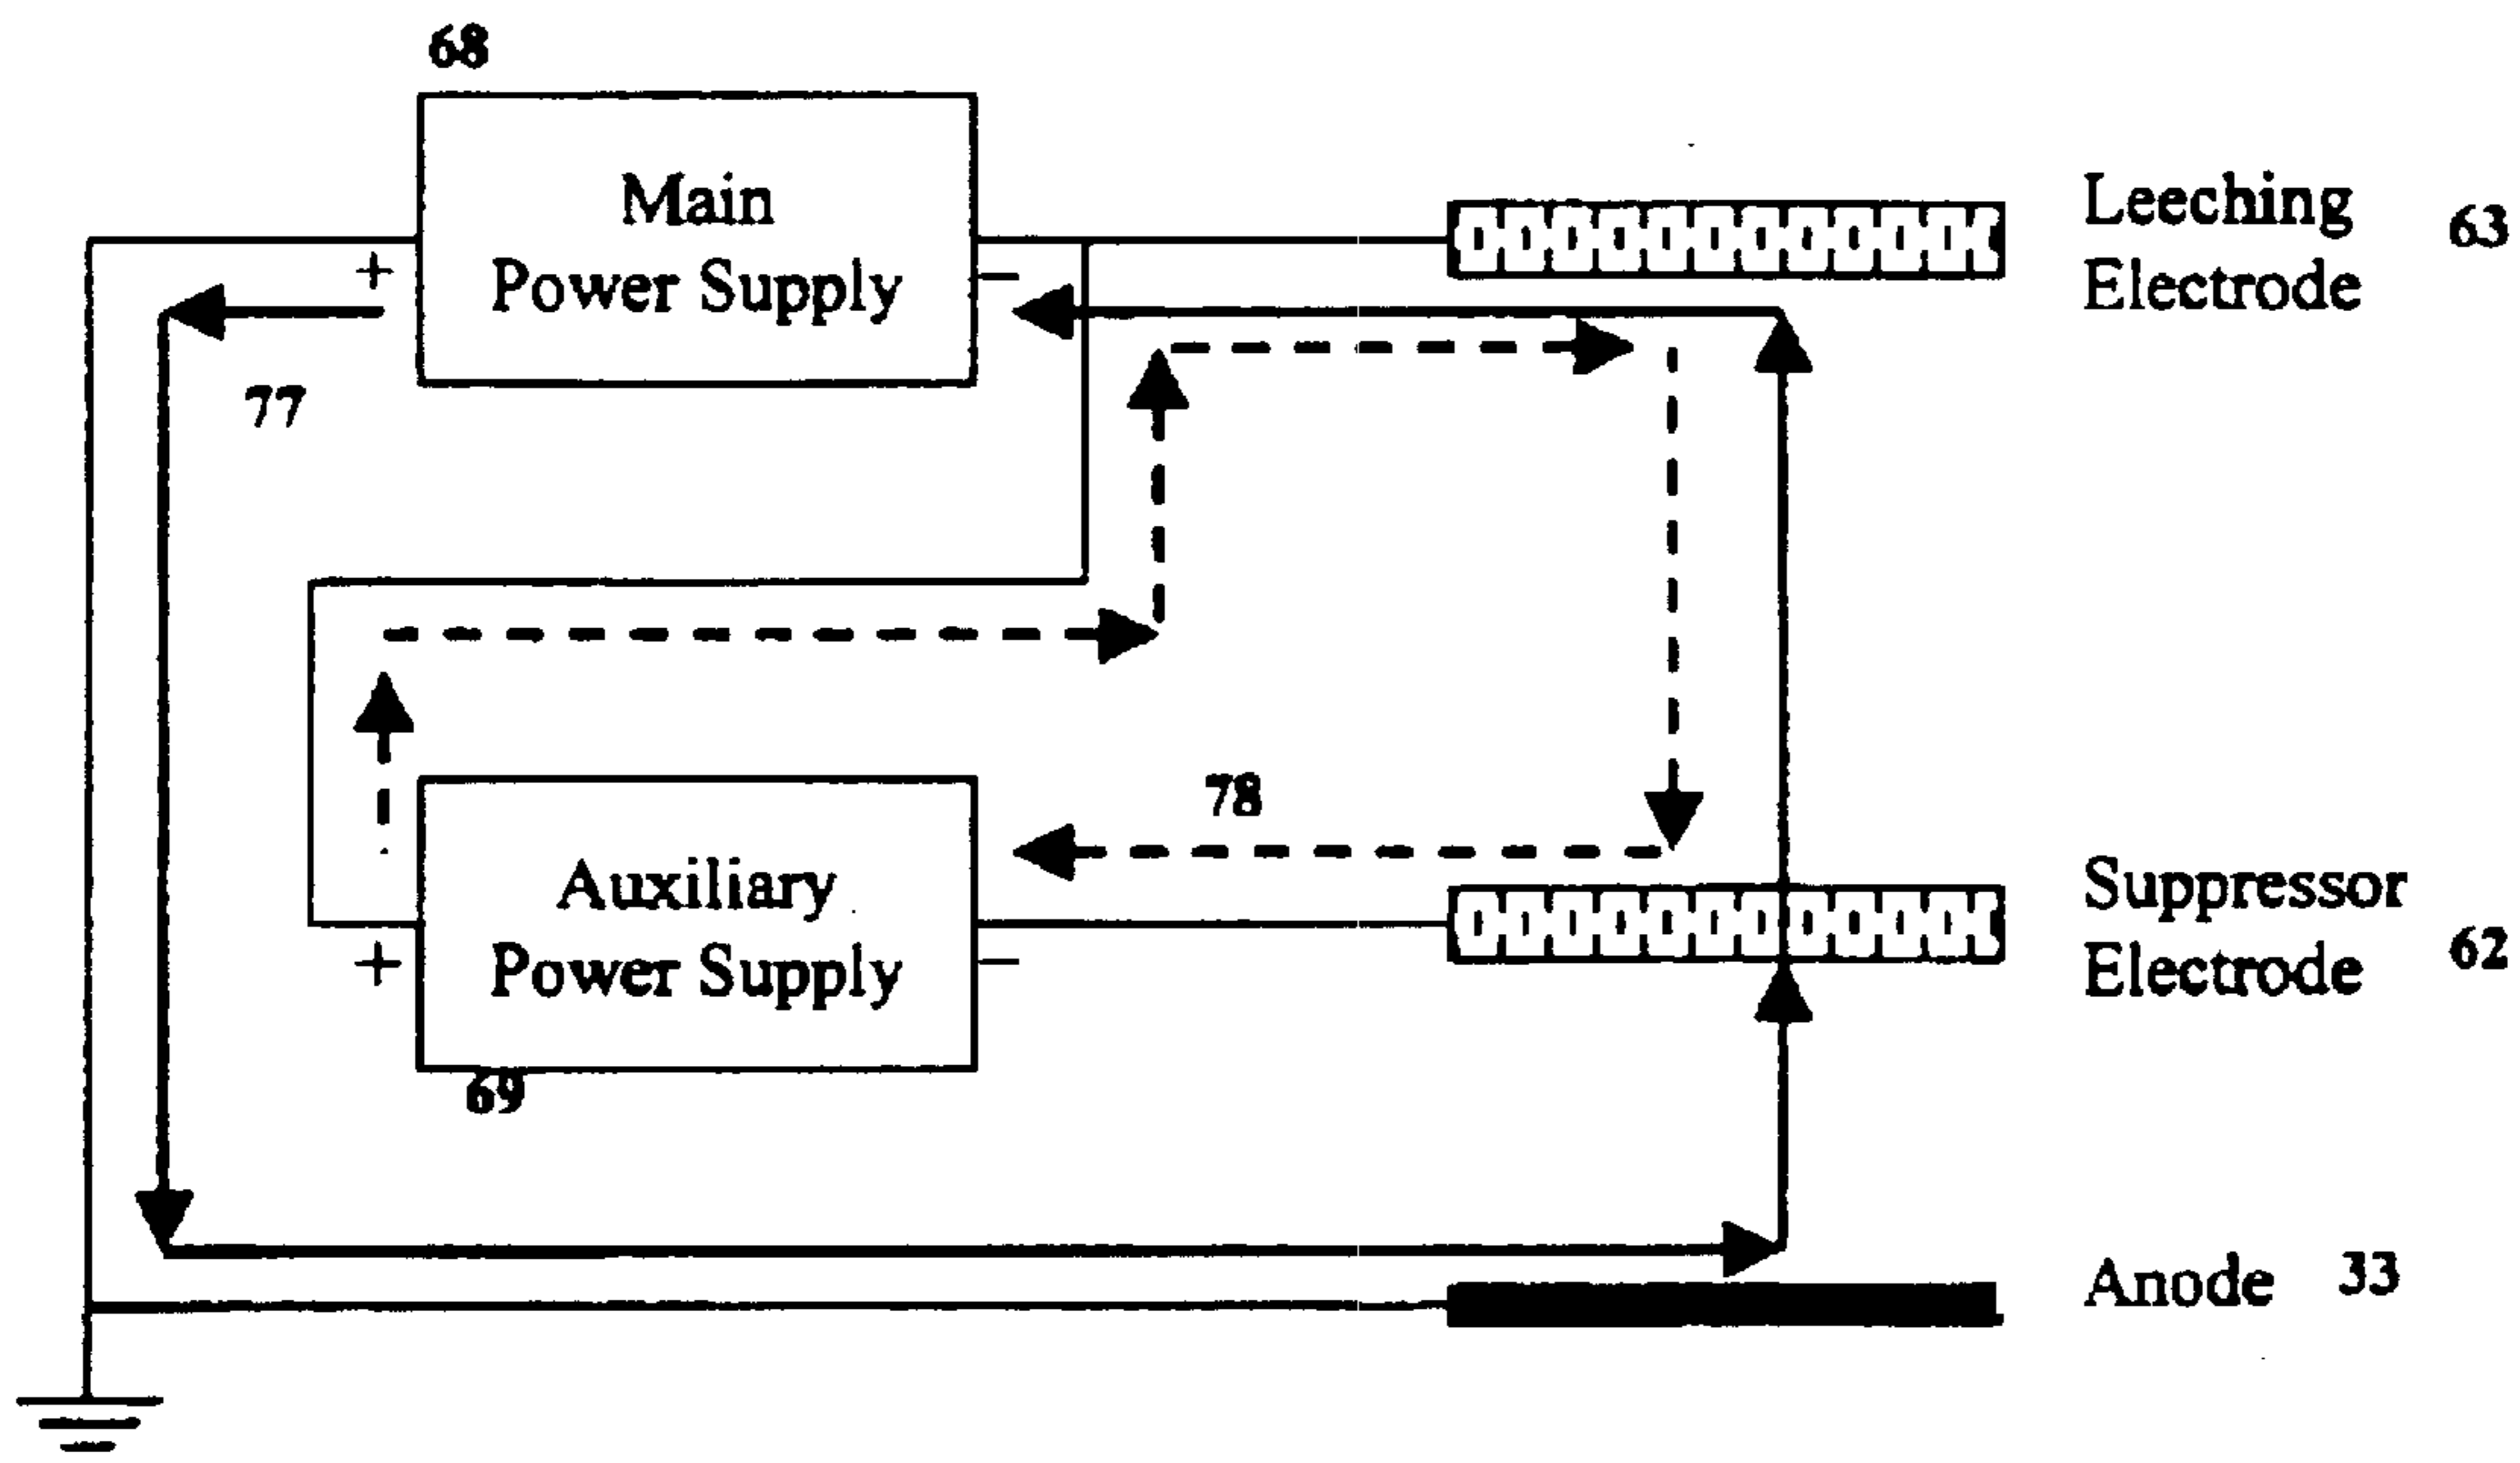 68
Main
Power Supply
+
−
77
Leeching
Electrode
63
78
Auxiliary
Power Supply
+
−
69
Suppressor
Electrode
62
Anode 33